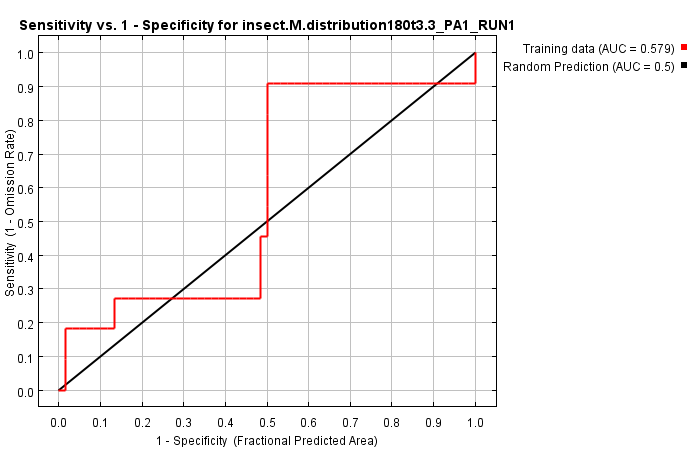 Sensitivity vs. 1 - Specificity for insect.M.distribution180t3.3_PA1_RUN1
Training data (AUC = 0.579)
Random Prediction (AUC = 0.5)
Sensitivity (1 - Omission Rate)
1.0
0.9
0.8
0.7
0.6
0.5
0.4
0.3
0.2
0.1
0.0
0.0 0.1 0.2 0.3 0.4 0.5 0.6 0.7 0.8 0.9 1.0
1 - Specificity (Fractional Predicted Area)